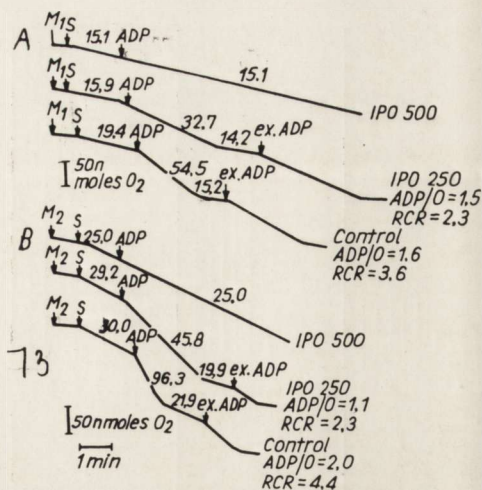 A
M₁ S 15.1 ADP
15.1
IPO 500
M₁ S 15,9 ADP
32.7
14,2 ex. ADP
IPO 250
ADP/O = 1,5
RCR = 2,3
M₁ S 19.4 ADP
54,5
15,2 ex. ADP
Control
ADP/O = 1.6
RCR = 3.6
50n
moles O₂
B
M₂ S 25,0 ADP
25.0
IPO 500
M₂ S 29,2 ADP
45.8
19,9 ex. ADP
IPO 250
ADP/O = 1,1
RCR = 2,3
M₂ S 30,0 ADP
96,3
21,9 ex. ADP
Control
ADP/O = 2,0
RCR = 4,4
73
50nmoles O₂
1 min